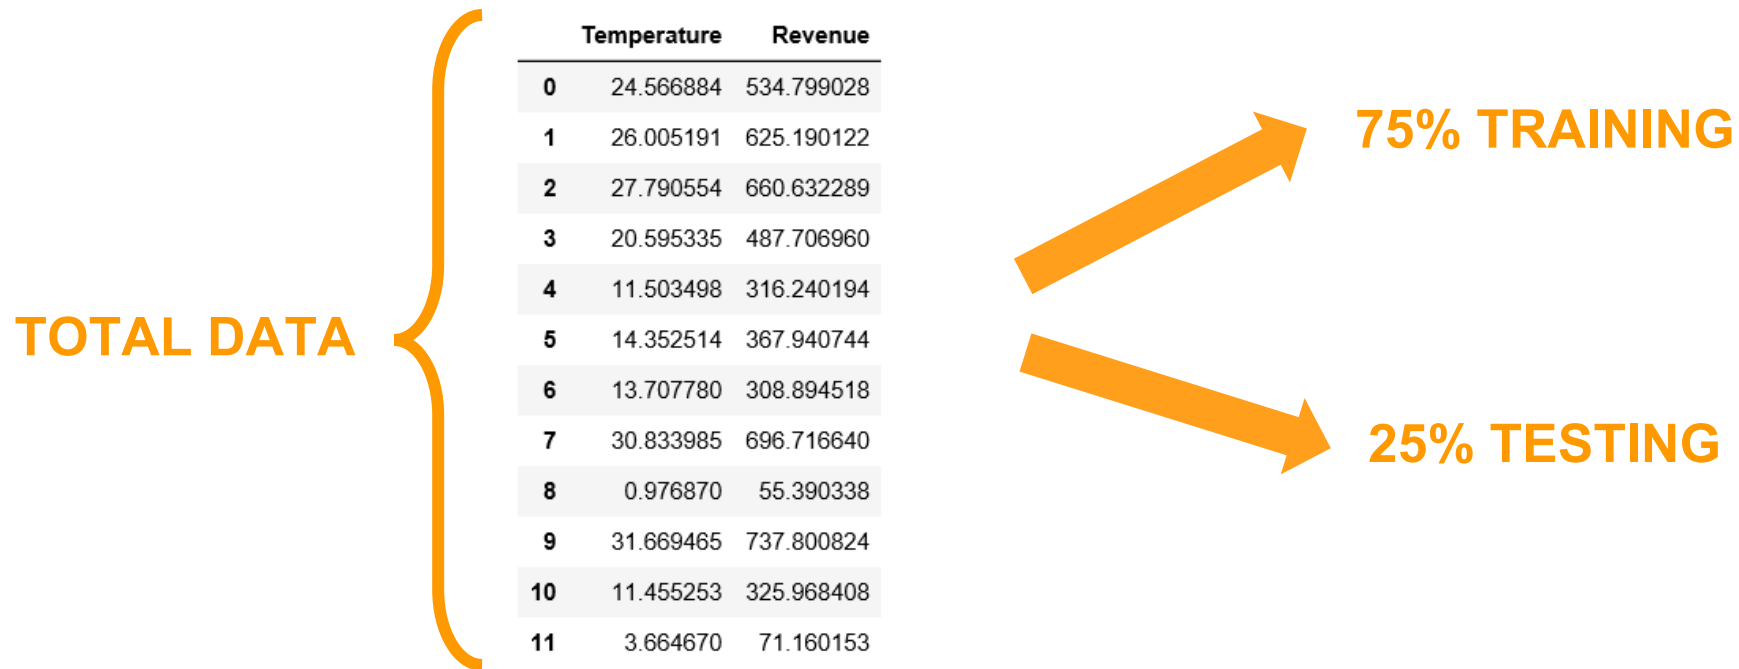 Temperature Revenue
0 24.566884 534.799028
1 26.005191 625.190122
2 27.790554 660.632289
3 20.595335 487.706960
4 11.503498 316.240194
5 14.352514 367.940744
6 13.707780 308.894518
7 30.833985 696.716640
8 0.976870 55.390338
9 31.669465 737.800824
10 11.455253 325.968408
11 3.664670 71.160153
TOTAL DATA
75% TRAINING
25% TESTING